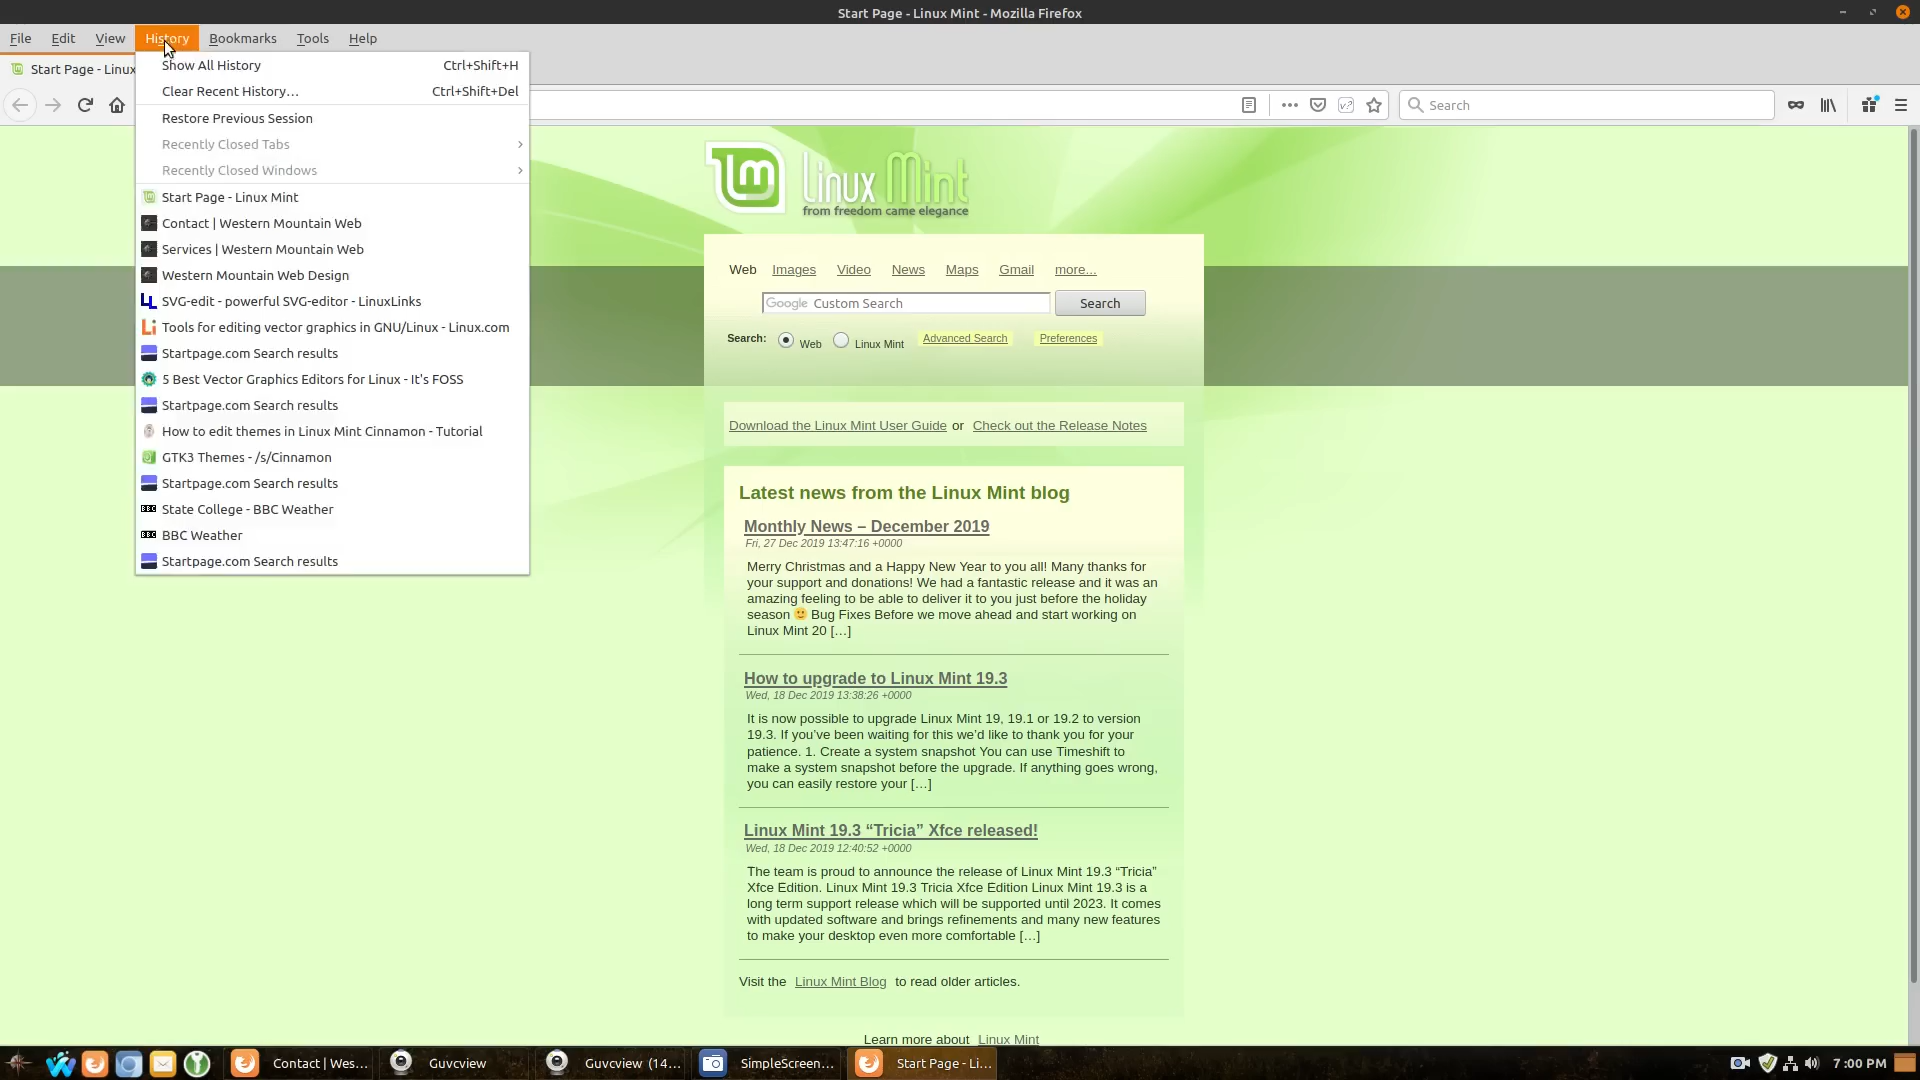 Start Page - Linux Mint - Mozilla Firefox
File Edit View History Bookmarks Tools Help
Start Page - Linux
Show All History Ctrl+Shift+H
Clear Recent History… Ctrl+Shift+Del
Search
Restore Previous Session
Recently Closed Tabs
Recently Closed Windows
Start Page - Linux Mint
Contact | Western Mountain Web
Services | Western Mountain Web
Western Mountain Web Design
SVG-edit - powerful SVG-editor - LinuxLinks
Tools for editing vector graphics in GNU/Linux - Linux.com
Startpage.com Search results
5 Best Vector Graphics Editors for Linux - It's FOSS
Startpage.com Search results
How to edit themes in Linux Mint Cinnamon - Tutorial
GTK3 Themes - /s/Cinnamon
Startpage.com Search results
State College - BBC Weather
BBC Weather
Startpage.com Search results
Linux Mint
from freedom came elegance
Web Images Video News Maps Gmail more...
Google Custom Search Search
Search: Web Linux Mint Advanced Search Preferences
Download the Linux Mint User Guide or Check out the Release Notes
Latest news from the Linux Mint blog
Monthly News – December 2019
Fri, 27 Dec 2019 13:47:16 +0000
Merry Christmas and a Happy New Year to you all! Many thanks for
your support and donations! We had a fantastic release and it was an
amazing feeling to be able to deliver it to you just before the holiday
season 🙂 Bug Fixes Before we move ahead and start working on
Linux Mint 20 […]
How to upgrade to Linux Mint 19.3
Wed, 18 Dec 2019 13:38:26 +0000
It is now possible to upgrade Linux Mint 19, 19.1 or 19.2 to version
19.3. If you’ve been waiting for this we’d like to thank you for your
patience. 1. Create a system snapshot You can use Timeshift to
make a system snapshot before the upgrade. If anything goes wrong,
you can easily restore your […]
Linux Mint 19.3 “Tricia” Xfce released!
Wed, 18 Dec 2019 12:40:52 +0000
The team is proud to announce the release of Linux Mint 19.3 “Tricia”
Xfce Edition. Linux Mint 19.3 Tricia Xfce Edition Linux Mint 19.3 is a
long term support release which will be supported until 2023. It comes
with updated software and brings refinements and many new features
to make your desktop even more comfortable […]
Visit the Linux Mint Blog to read older articles.
Learn more about Linux Mint
Contact | Wes... Guvcview Guvcview (14... SimpleScreen... Start Page - Li... 7:00 PM